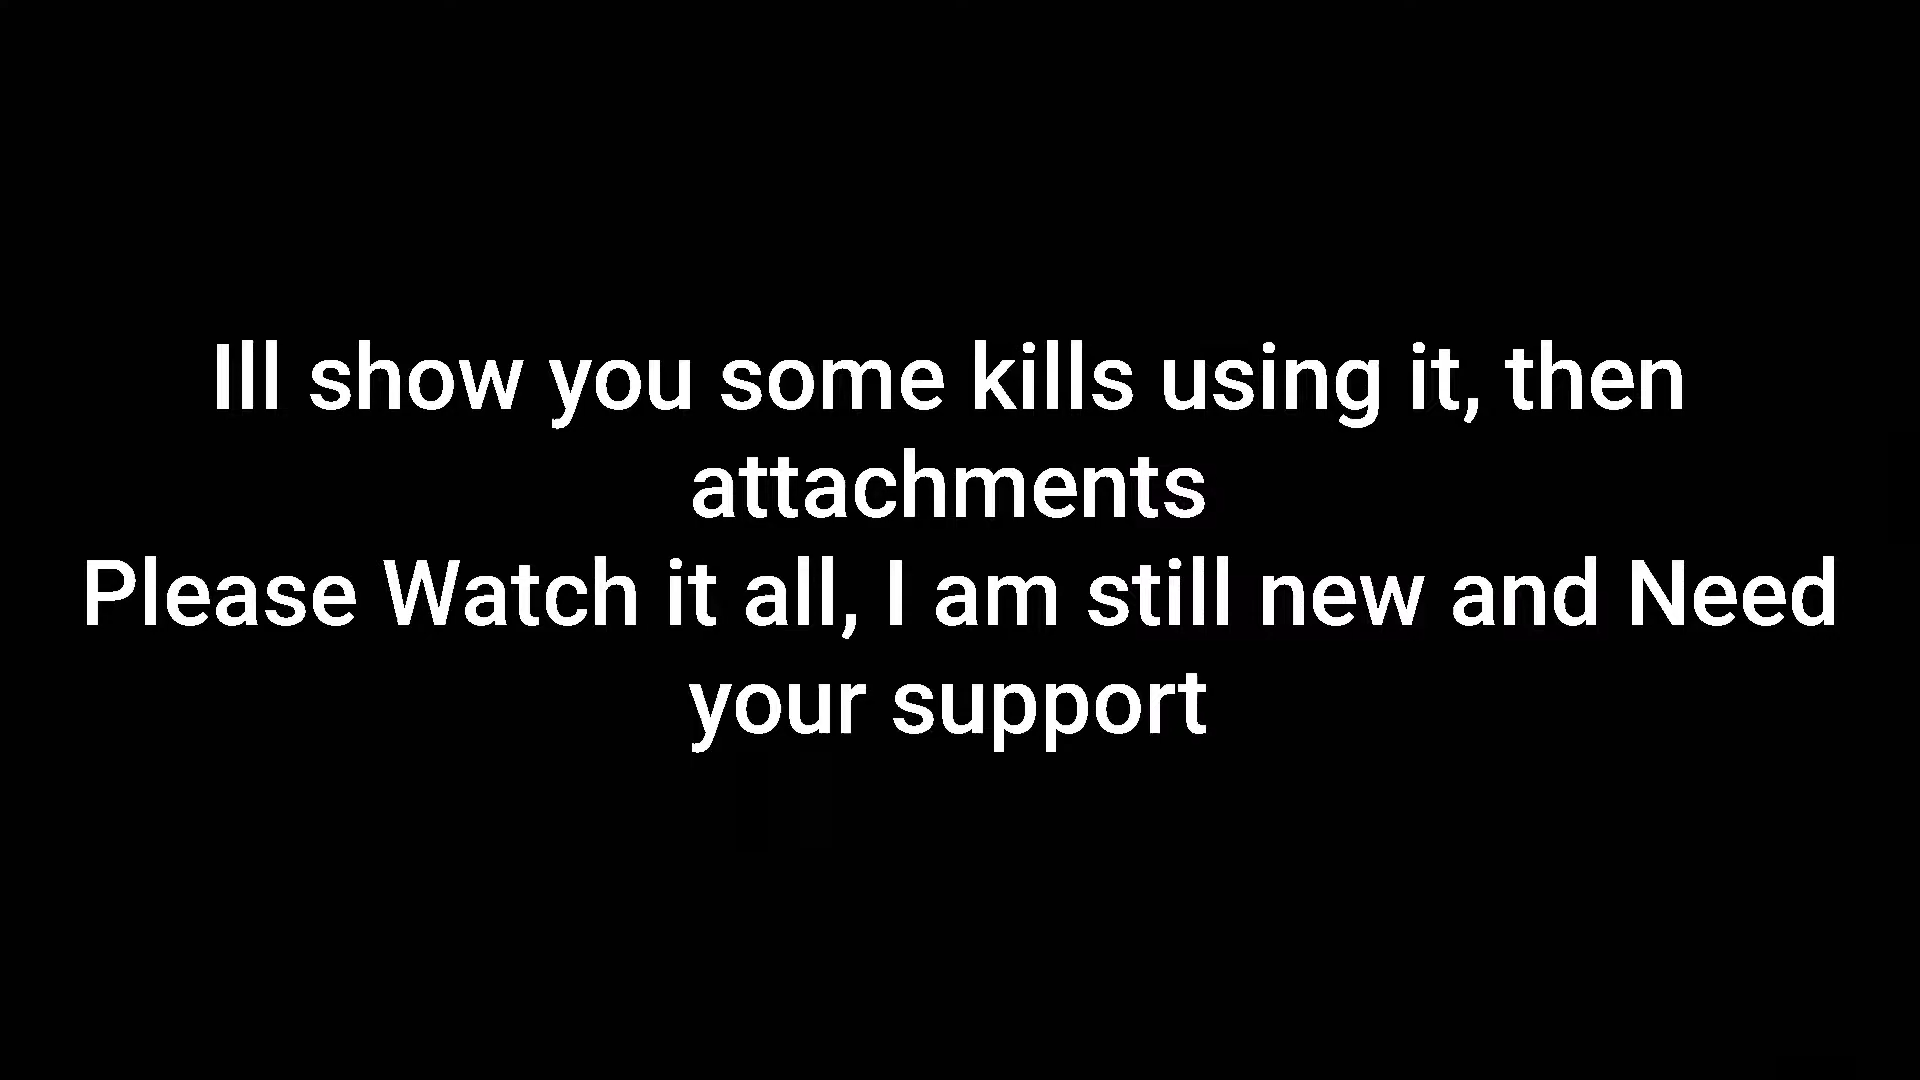 Ill show you some kills using it, then
attachments
Please Watch it all, I am still new and Need
your support